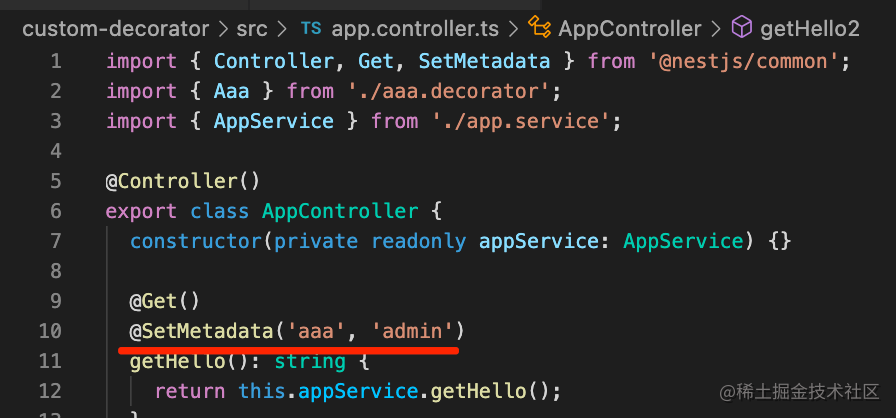 custom-decorator > src > TS app.controller.ts > AppController > getHello2
1 import { Controller, Get, SetMetadata } from '@nestjs/common';
2 import { Aaa } from './aaa.decorator';
3 import { AppService } from './app.service';
4
5 @Controller()
6 export class AppController {
7 constructor(private readonly appService: AppService) {}
8
9 @Get()
10 @SetMetadata('aaa', 'admin')
11 getHello(): string {
12 return this.appService.getHello();
@稀土掘金技术社区